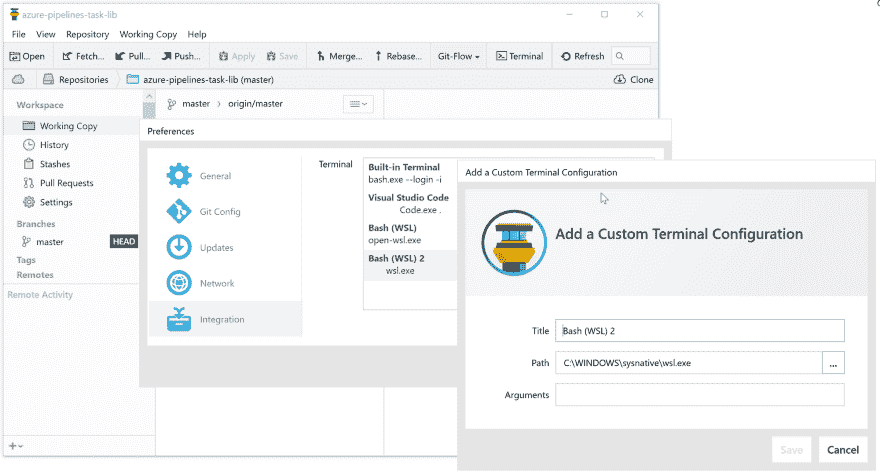 azure-pipelines-task-lib
File View Repository Working Copy Help
Open Fetch... Pull... Push... Apply Save Merge... Rebase... Git-Flow Terminal Refresh
Repositories azure-pipelines-task-lib (master) Clone
Workspace
Working Copy
History
Stashes
Pull Requests
Settings
Branches
master HEAD
Tags
Remotes
Remote Activity
master > origin/master
Preferences
General
Git Config
Updates
Network
Integration
Terminal
Built-in Terminal
bash.exe --login -i
Visual Studio Code
Code.exe .
Bash (WSL)
open-wsl.exe
Bash (WSL) 2
wsl.exe
Add a Custom Terminal Configuration
Add a Custom Terminal Configuration
Title Bash (WSL) 2
Path C:\WINDOWS\sysnative\wsl.exe ...
Arguments
Save Cancel